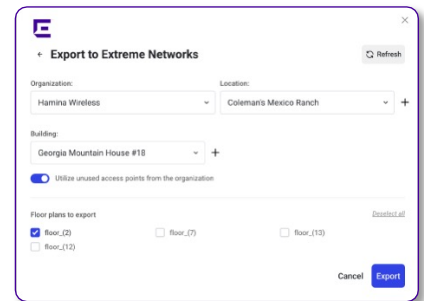 ← Export to Extreme Networks
Refresh
Organization:
Location:
Hamina Wireless
Coleman's Mexico Ranch
Building:
Georgia Mountain House #18
Utilize unused access points from the organization
Floor plans to export
Deselect all
floor_(2)
floor_(7)
floor_(13)
floor_(12)
Cancel
Export